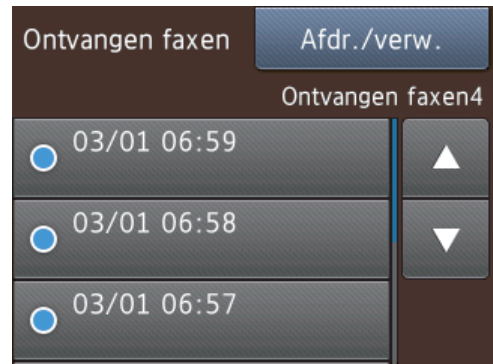 Ontvangen faxen
Afdr./verw.
Ontvangen faxen4
03/01 06:59
03/01 06:58
03/01 06:57